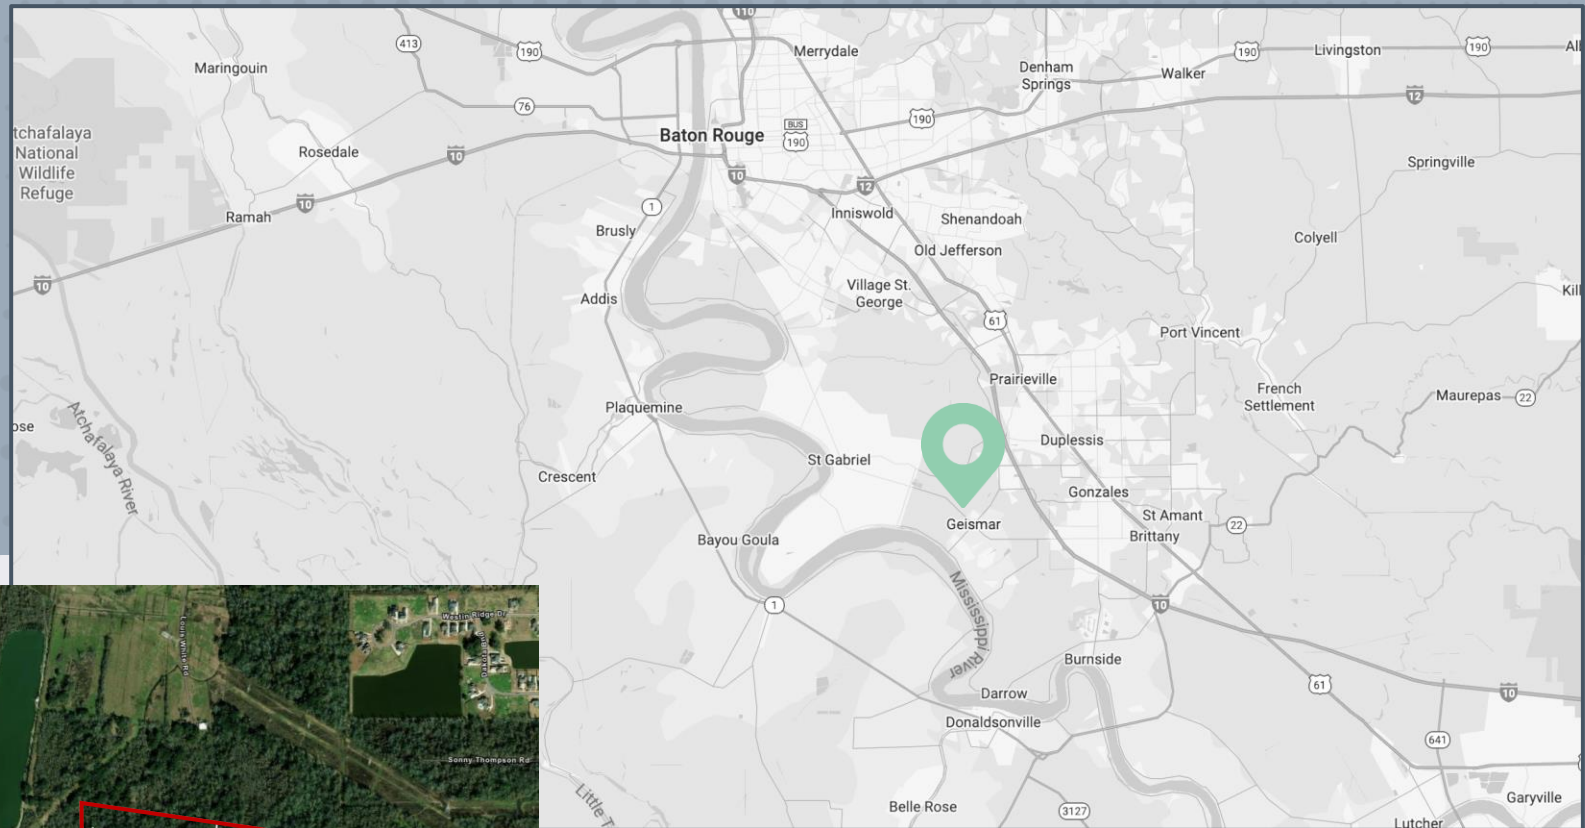 110
413
190
Merrydale
190
Livingston
190
Al
Maringouin
Denham
Springs
Walker
12
76
tchafalaya
National
Wildlife
Refuge
BUS
190
190
Baton Rouge
Rosedale
10
Springville
10
12
10
Ramah
1
Inniswold
Shenandoah
Brusly
Colyell
Old Jefferson
10
Village St.
George
Kill
Addis
61
Port Vincent
Prairieville
French
Settlement
Maurepas
22
Plaquemine
ose
Atchafalaya River
Duplessis
St Gabriel
Crescent
Gonzales
St Amant
22
Geismar
Brittany
Bayou Goula
Mississippi River
1
10
Westin Ridge Dr
Louis White Rd
Burnside
61
10
Darrow
Donaldsonville
641
Sonny Thompson Rd
Little T
Belle Rose
3127
Garyville
Lutcher